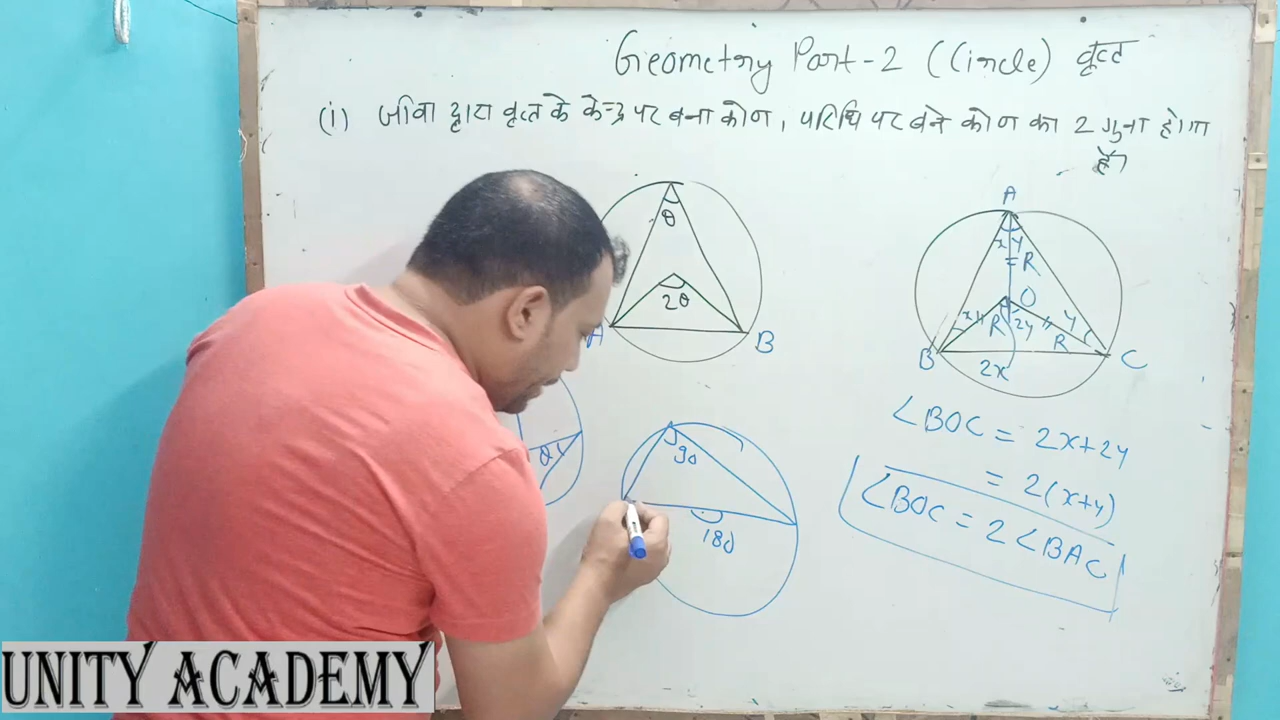 Geometry Part-2 (Circle) वृत्त
(i) जीवा द्वारा वृत्त के केन्द्र पर बना कोण, परिधि पर बने कोण का 2 गुना होता
है
θ
2θ
A
B
A
x y
R
O
x
R
2y
y
R
B
C
2x
∠BOC = 2x+2y
= 2(x+y)
∠BOC = 2∠BAC
θ
90
180
UNITY ACADEMY